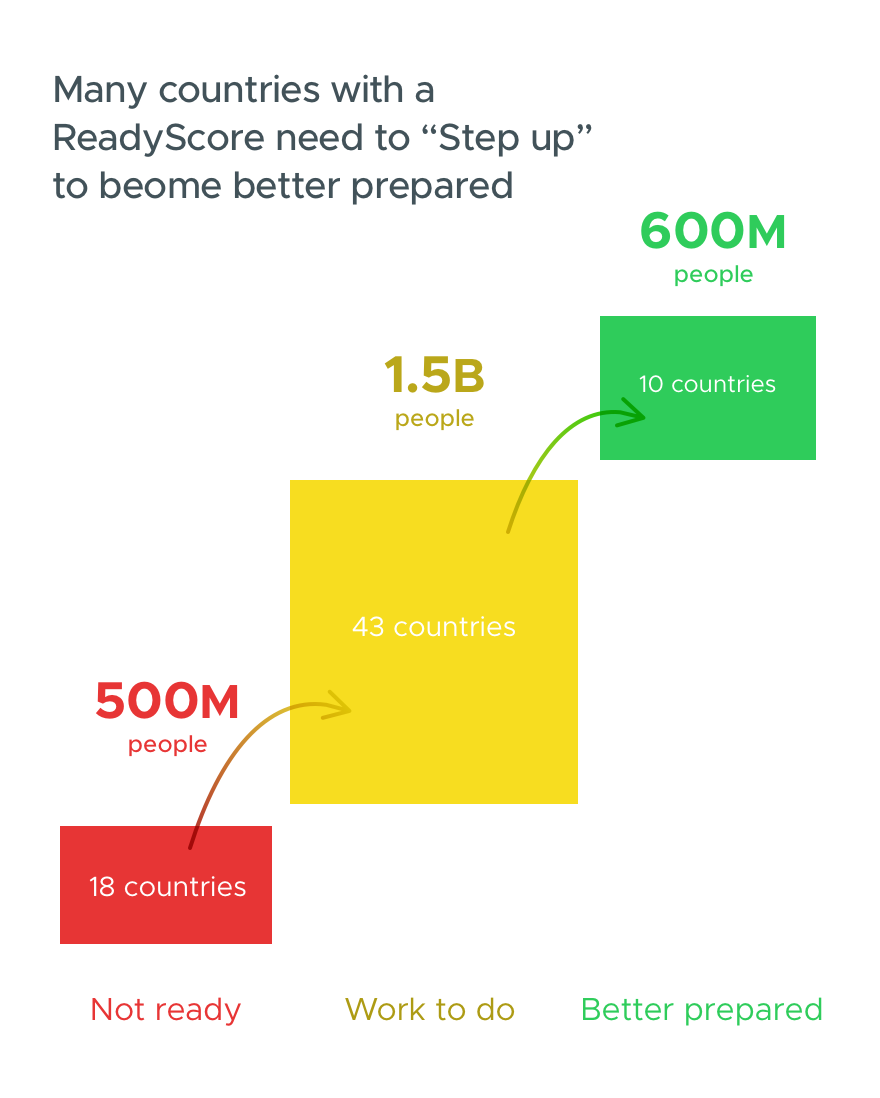 Many countries with a
ReadyScore need to “Step up”
to beome better prepared
600M
people
10 countries
1.5B
people
43 countries
500M
people
18 countries
Not ready
Work to do
Better prepared